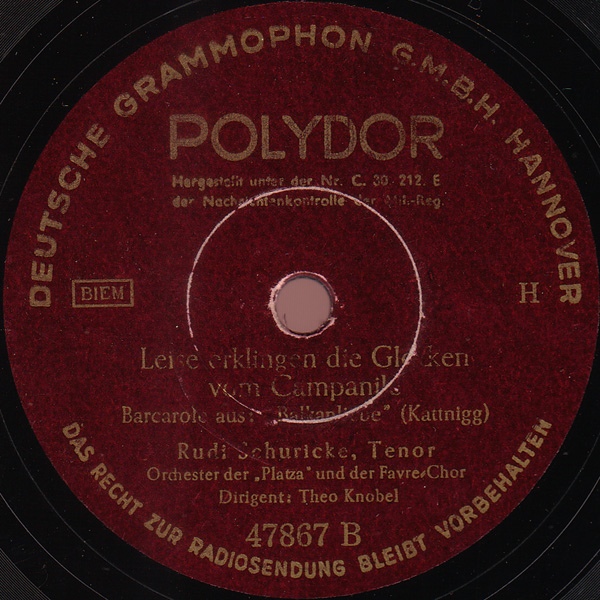 DEUTSCHE GRAMMOPHON G.M.B.H. HANNOVER
POLYDOR
Hergestellt unter der Nr. C. 30. 212. E
der Nachrichtenkontrolle der Mil.-Reg.
BIEM
H
Leise erklingen die Glocken
vom Campanile
Barcarole aus: "Balkanliebe" (Kattnigg)
Rudi Schuricke, Tenor
Orchester der „Platza" und der Favres Chor
Dirigent: Theo Knobel
47867 B
DAS RECHT ZUR RADIOSENDUNG BLEIBT VORBEHALTEN